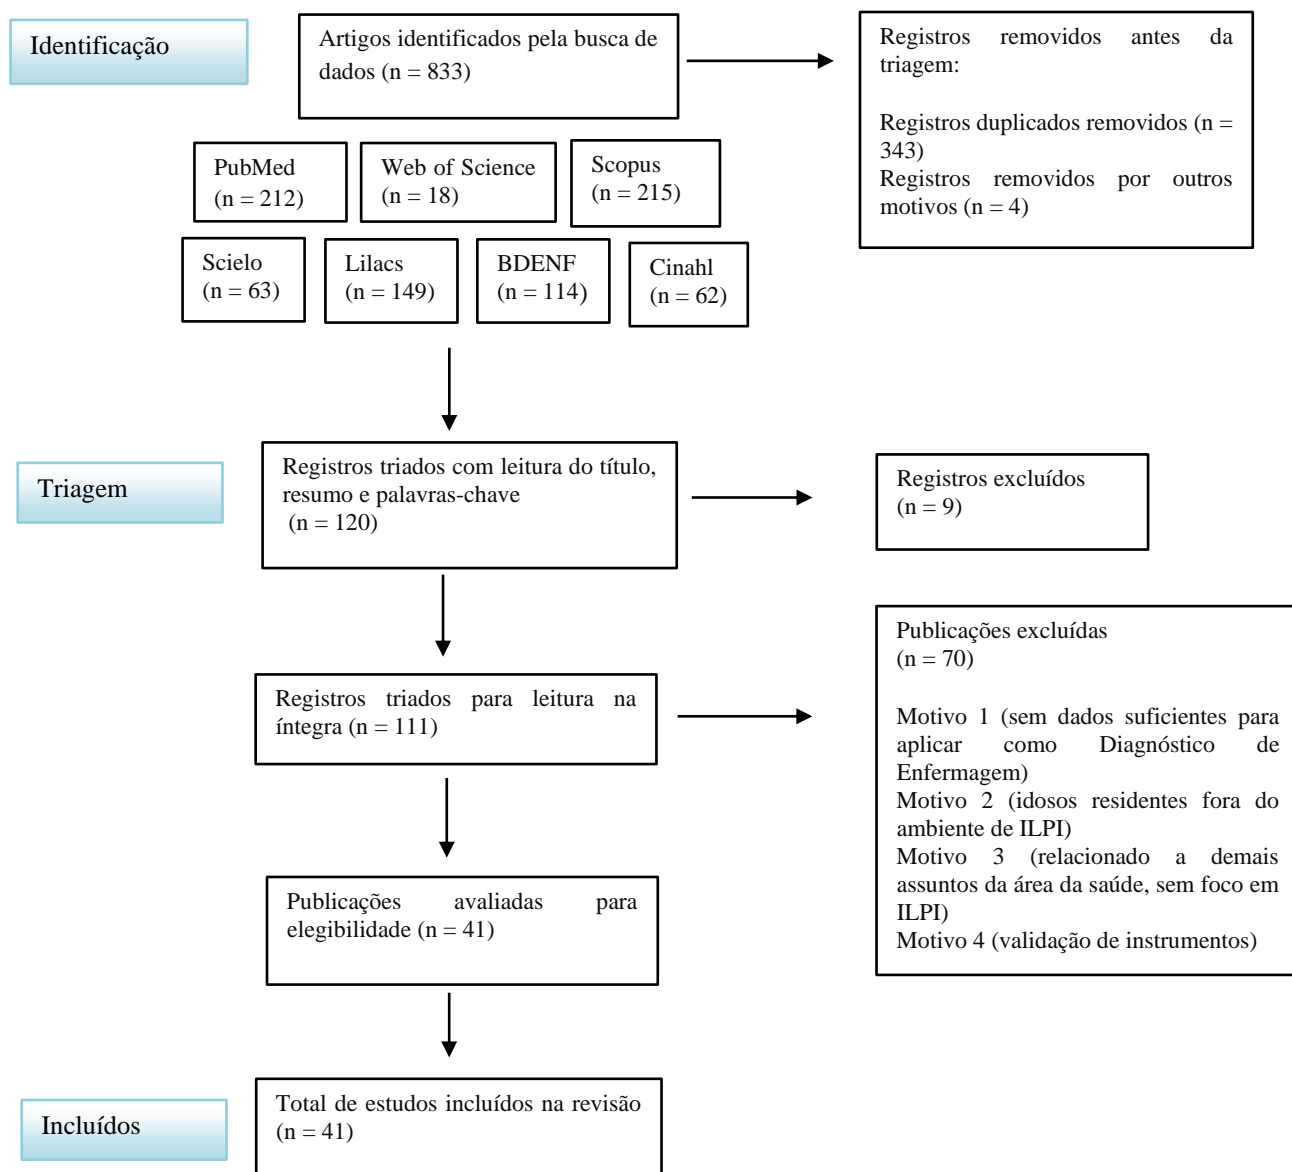 Identificação
Artigos identificados pela busca de
dados (n = 833)
Registros removidos antes da
triagem:
Registros duplicados removidos (n =
343)
Registros removidos por outros
motivos (n = 4)
PubMed
(n = 212)
Web of Science
(n = 18)
Scopus
(n = 215)
Scielo
(n = 63)
Lilacs
(n = 149)
BDENF
(n = 114)
Cinahl
(n = 62)
Triagem
Registros triados com leitura do título,
resumo e palavras-chave
(n = 120)
Registros excluídos
(n = 9)
Registros triados para leitura na
íntegra (n = 111)
Publicações excluídas
(n = 70)
Motivo 1 (sem dados suficientes para
aplicar como Diagnóstico de
Enfermagem)
Motivo 2 (idosos residentes fora do
ambiente de ILPI)
Motivo 3 (relacionado a demais
assuntos da área da saúde, sem foco em
ILPI)
Motivo 4 (validação de instrumentos)
Publicações avaliadas para
elegibilidade (n = 41)
Incluídos
Total de estudos incluídos na revisão
(n = 41)